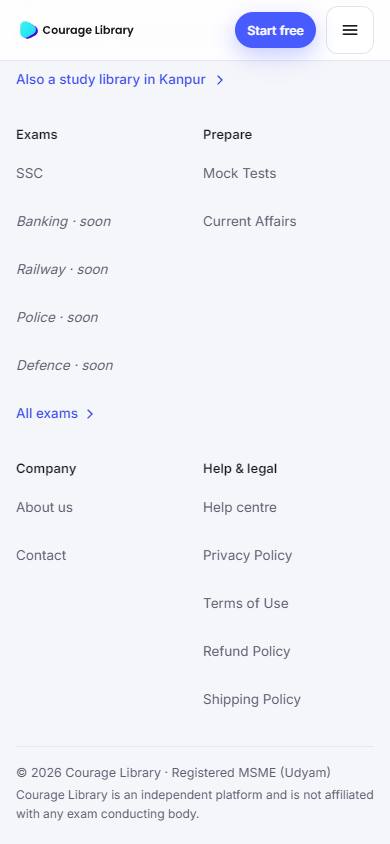 Courage Library
Start free
Also a study library in Kanpur
Exams
SSC
Banking · soon
Railway · soon
Police · soon
Defence · soon
All exams
Prepare
Mock Tests
Current Affairs
Company
About us
Contact
Help & legal
Help centre
Privacy Policy
Terms of Use
Refund Policy
Shipping Policy
© 2026 Courage Library · Registered MSME (Udyam)
Courage Library is an independent platform and is not affiliated
with any exam conducting body.